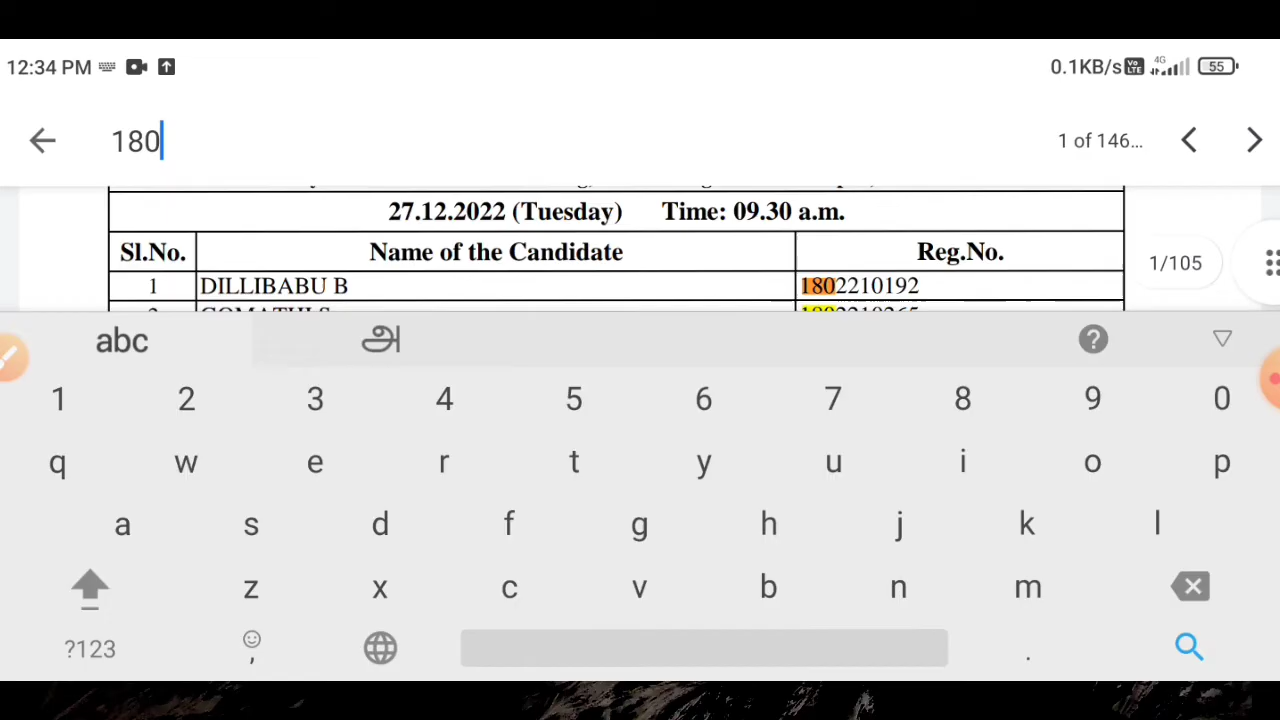 12:34 PM 0.1KB/s Vo LTE 4G 55
180 1 of 146...
27.12.2022 (Tuesday) Time: 09.30 a.m.
Sl.No. Name of the Candidate Reg.No.
1/105
1 DILLIBABU B 1802210192
abc அ ?
1 2 3 4 5 6 7 8 9 0
q w e r t y u i o p
a s d f g h j k l
z x c v b n m
?123 , .